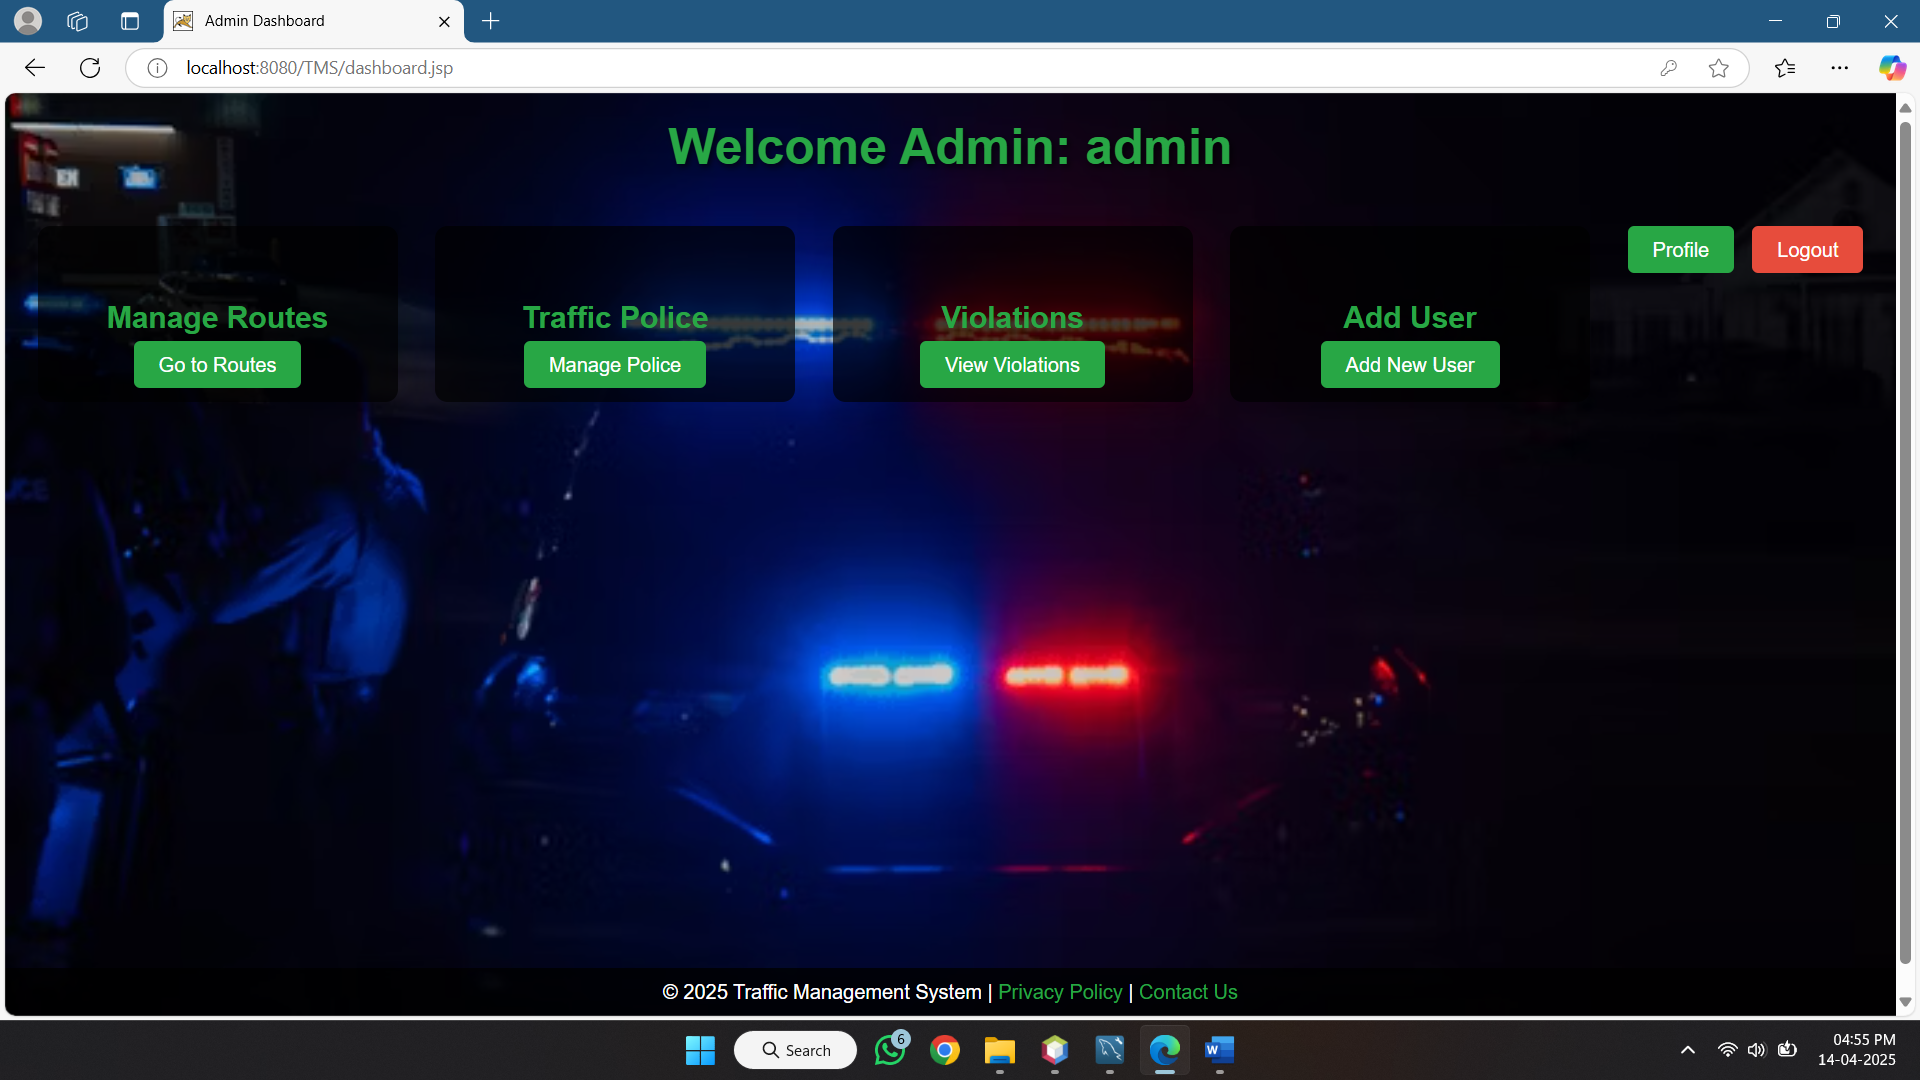 Admin Dashboard
localhost:8080/TMS/dashboard.jsp
Welcome Admin: admin
Profile
Logout
Manage Routes
Traffic Police
Violations
Add User
Go to Routes
Manage Police
View Violations
Add New User
© 2025 Traffic Management System | Privacy Policy | Contact Us
Search
6
W
04:55 PM
14-04-2025